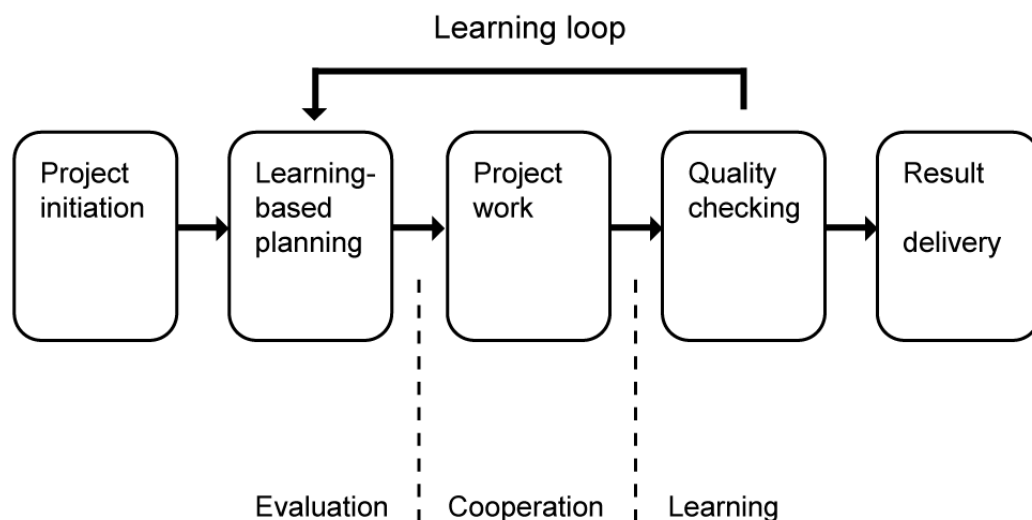 Learning loop
Project
initiation
Learning-
based
planning
Project
work
Quality
checking
Result
delivery
Evaluation
Cooperation
Learning